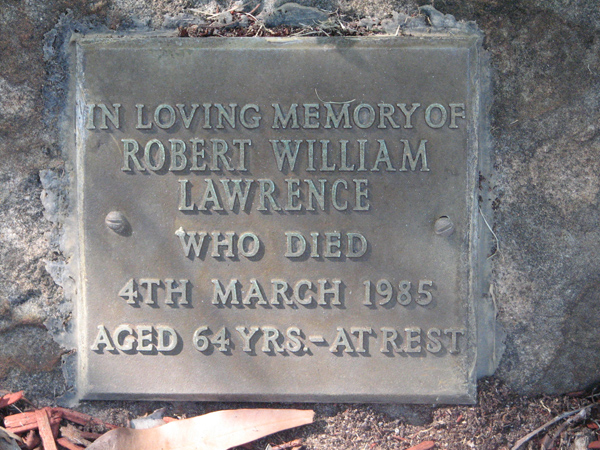 IN LOVING MEMORY OF
ROBERT WILLIAM
LAWRENCE
WHO DIED
4TH MARCH 1985
AGED 64 YRS.-AT REST